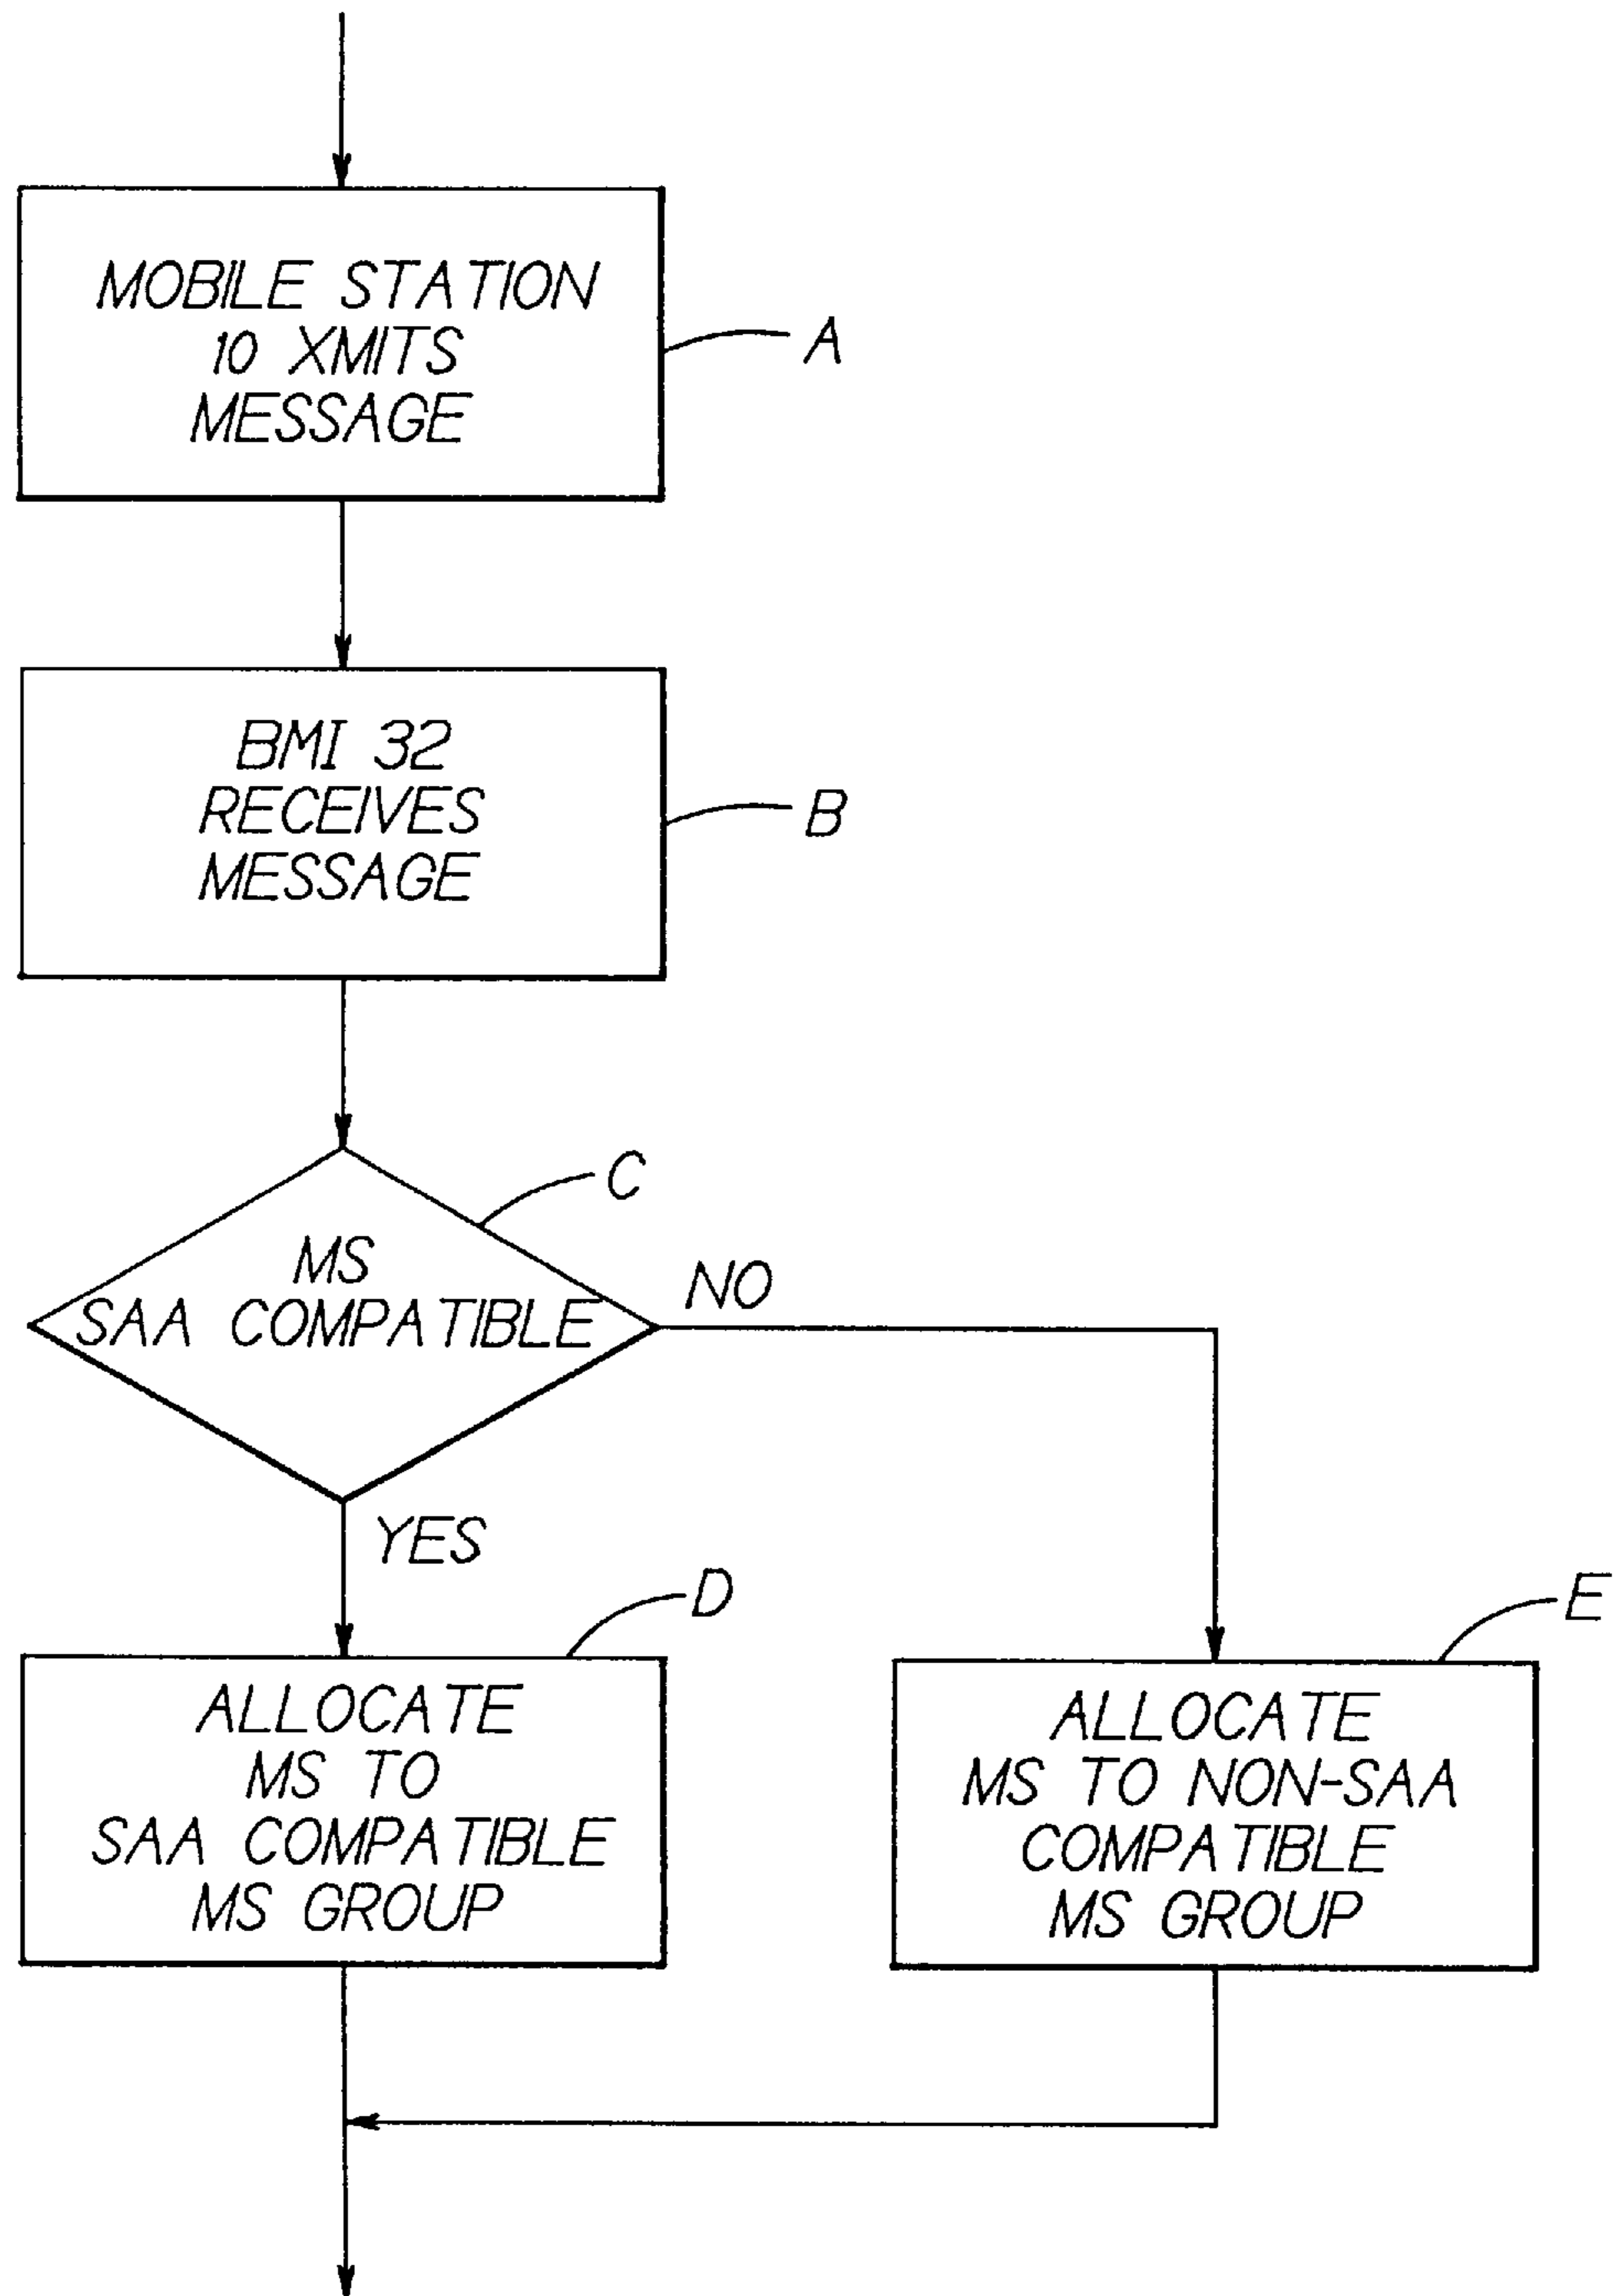 MOBILE STATION
10 XMITS
MESSAGE
A
BMI 32
RECEIVES
MESSAGE
B
C
MS
SAA COMPATIBLE
NO
YES
D
ALLOCATE
MS TO
SAA COMPATIBLE
MS GROUP
E
ALLOCATE
MS TO NON-SAA
COMPATIBLE
MS GROUP